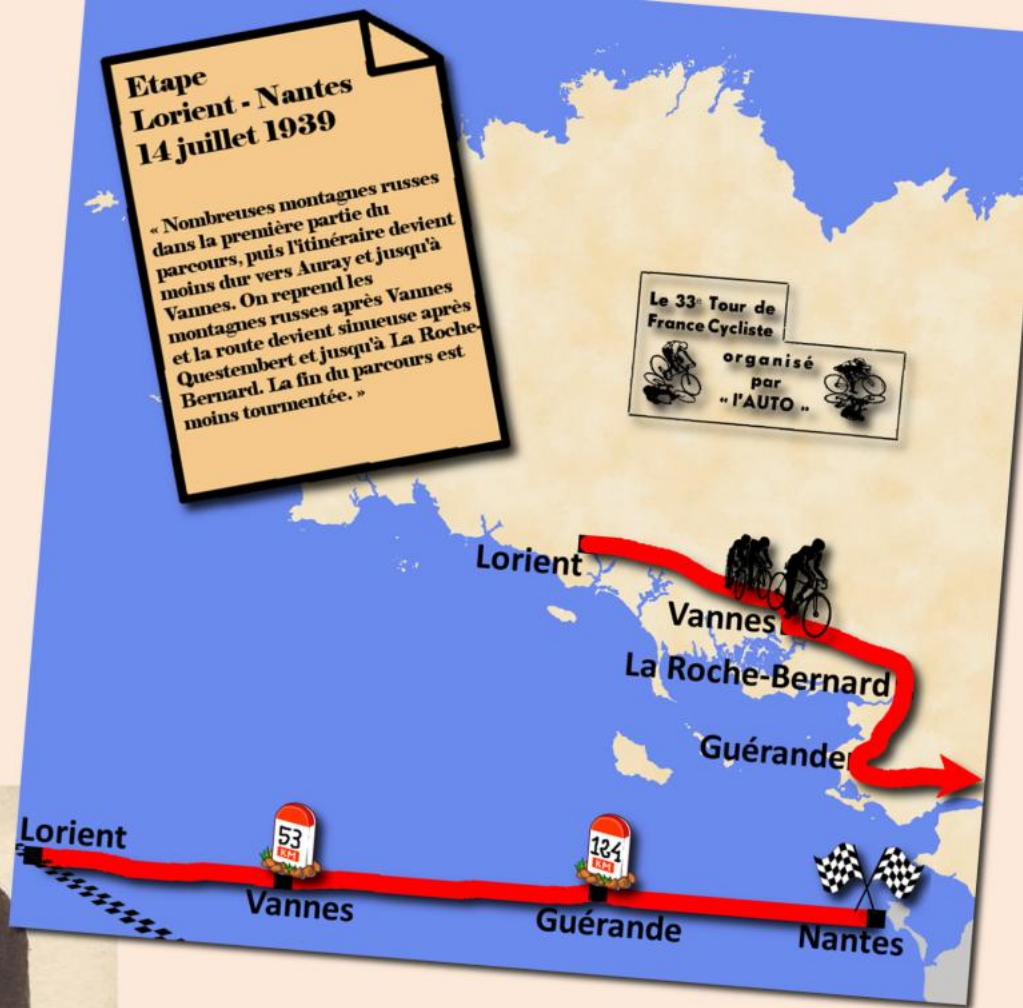 Etape
Lorient - Nantes
14 juillet 1939
« Nombreuses montagnes russes
dans la première partie du
parcours, puis l'itinéraire devient
moins dur vers Auray et jusqu'à
Vannes. On reprend les
montagnes russes après Vannes
et la route devient sinueuse après
Questembert et jusqu'à La Roche-
Bernard. La fin du parcours est
moins tourmentée. »
Le 33e Tour de
France Cycliste
organisé
par
« l'AUTO »
Lorient
Vannes
La Roche-Bernard
Guérande
Lorient
53
KM
Vannes
124
KM
Guérande
Nantes